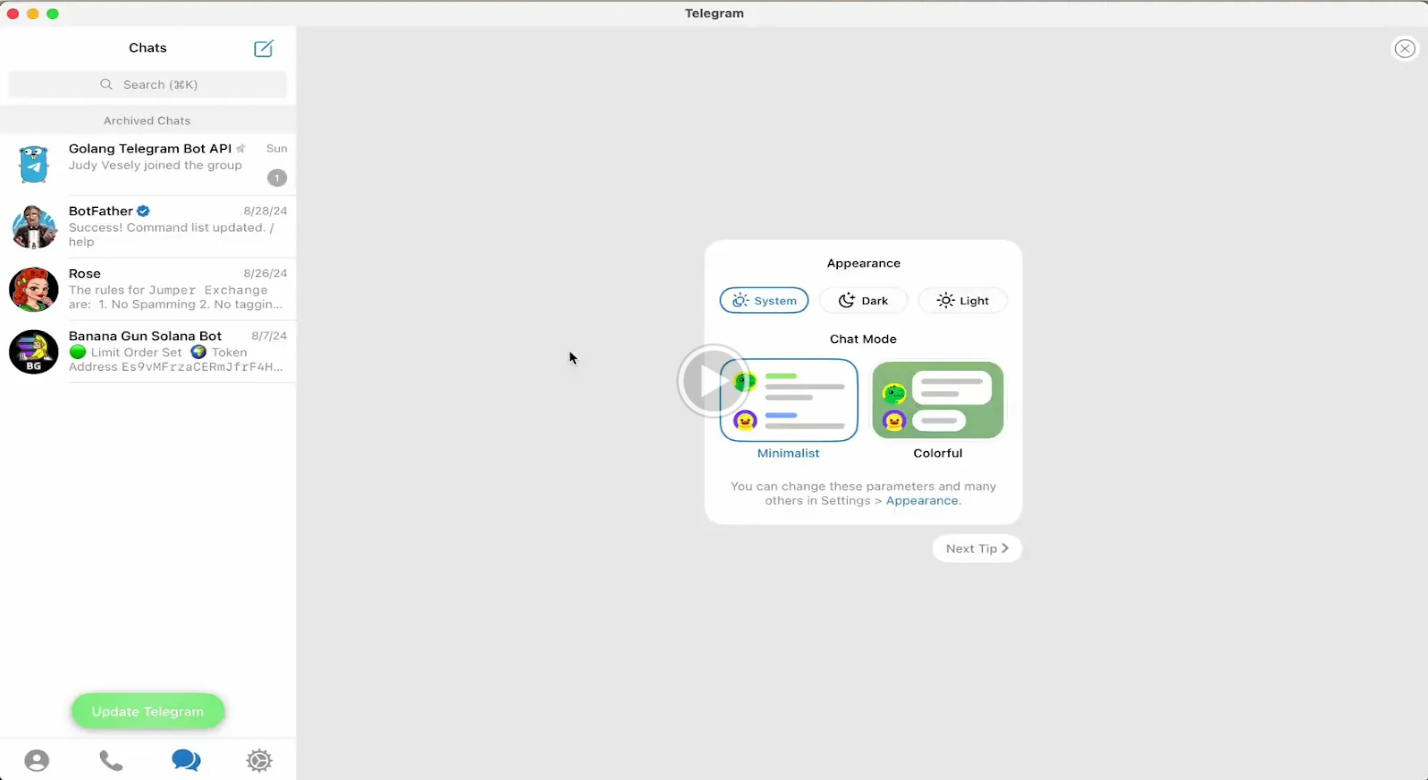 Telegram
Chats
Search (⌘K)
Archived Chats
Golang Telegram Bot API
Sun
Judy Vesely joined the group
1
BotFather
8/28/24
Success! Command list updated. /
help
Rose
8/26/24
The rules for Jumper Exchange
are: 1. No Spamming 2. No taggin...
Banana Gun Solana Bot
8/7/24
Limit Order Set
Token
Address Es9vMFrzaCERmJfrF4H...
BG
Update Telegram
Appearance
System
Dark
Light
Chat Mode
Minimalist
Colorful
You can change these parameters and many
others in Settings > Appearance.
Next Tip